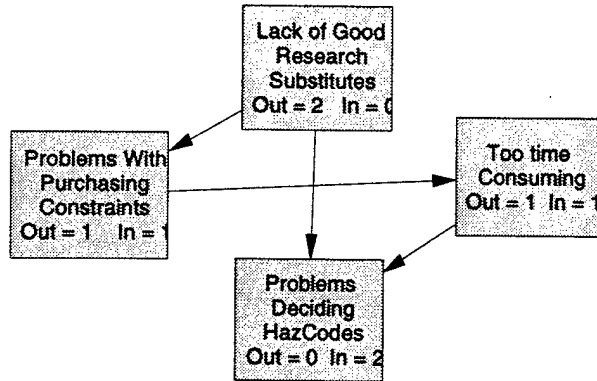 Lack of Good
Research
Substitutes
Out = 2 In = 0
Problems With
Purchasing
Constraints
Out = 1 In = 1
Too time
Consuming
Out = 1 In = 1
Problems
Deciding
HazCodes
Out = 0 In = 2